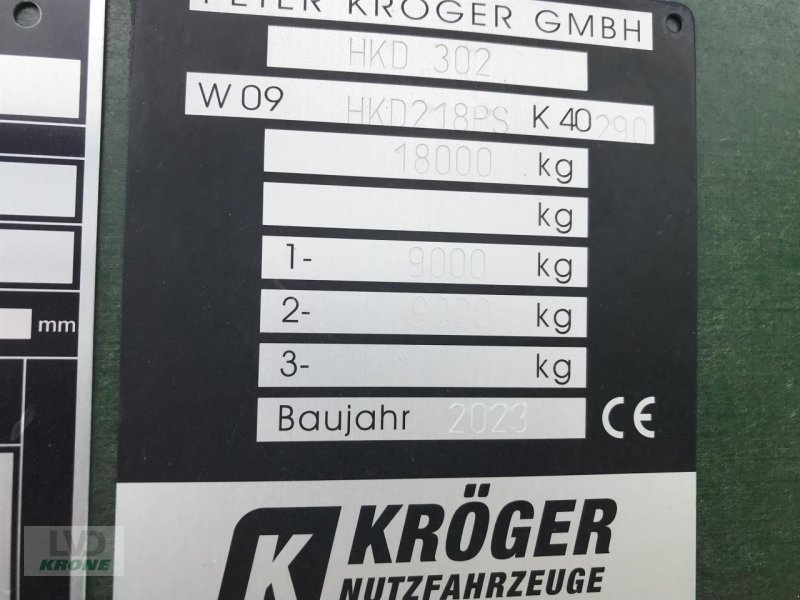 PETER KRÖGER GMBH
HKD 302
W 09 HKD218PS K 40 290
18000 kg
kg
1- 9000 kg
2- 9000 kg
3- kg
mm
Baujahr 2023 CE
KRÖGER
K
NUTZFAHRZEUGE
LVD
KRONE